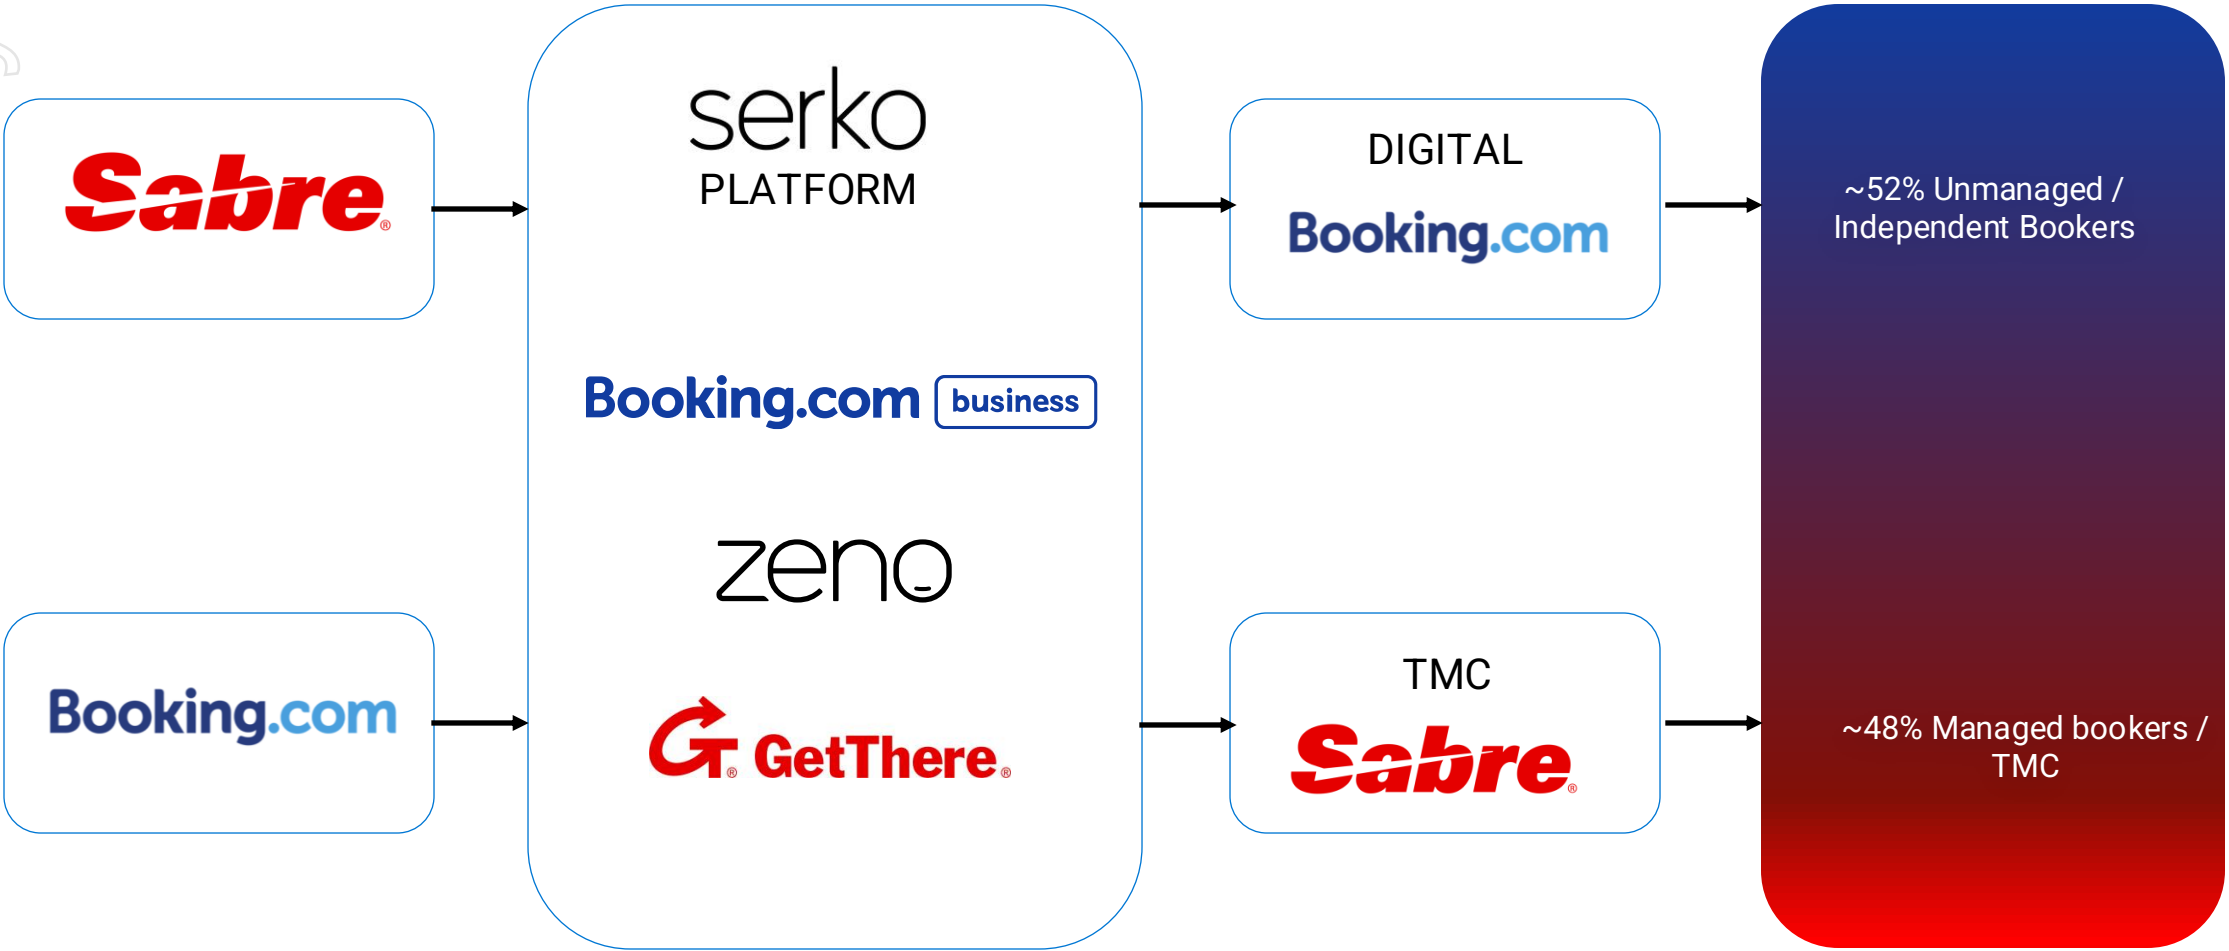 Sabre®
Booking.com
serko
PLATFORM
Booking.com business
zeno
GT® GetThere®
DIGITAL
Booking.com
TMC
Sabre®
~52% Unmanaged /
Independent Bookers
~48% Managed bookers /
TMC